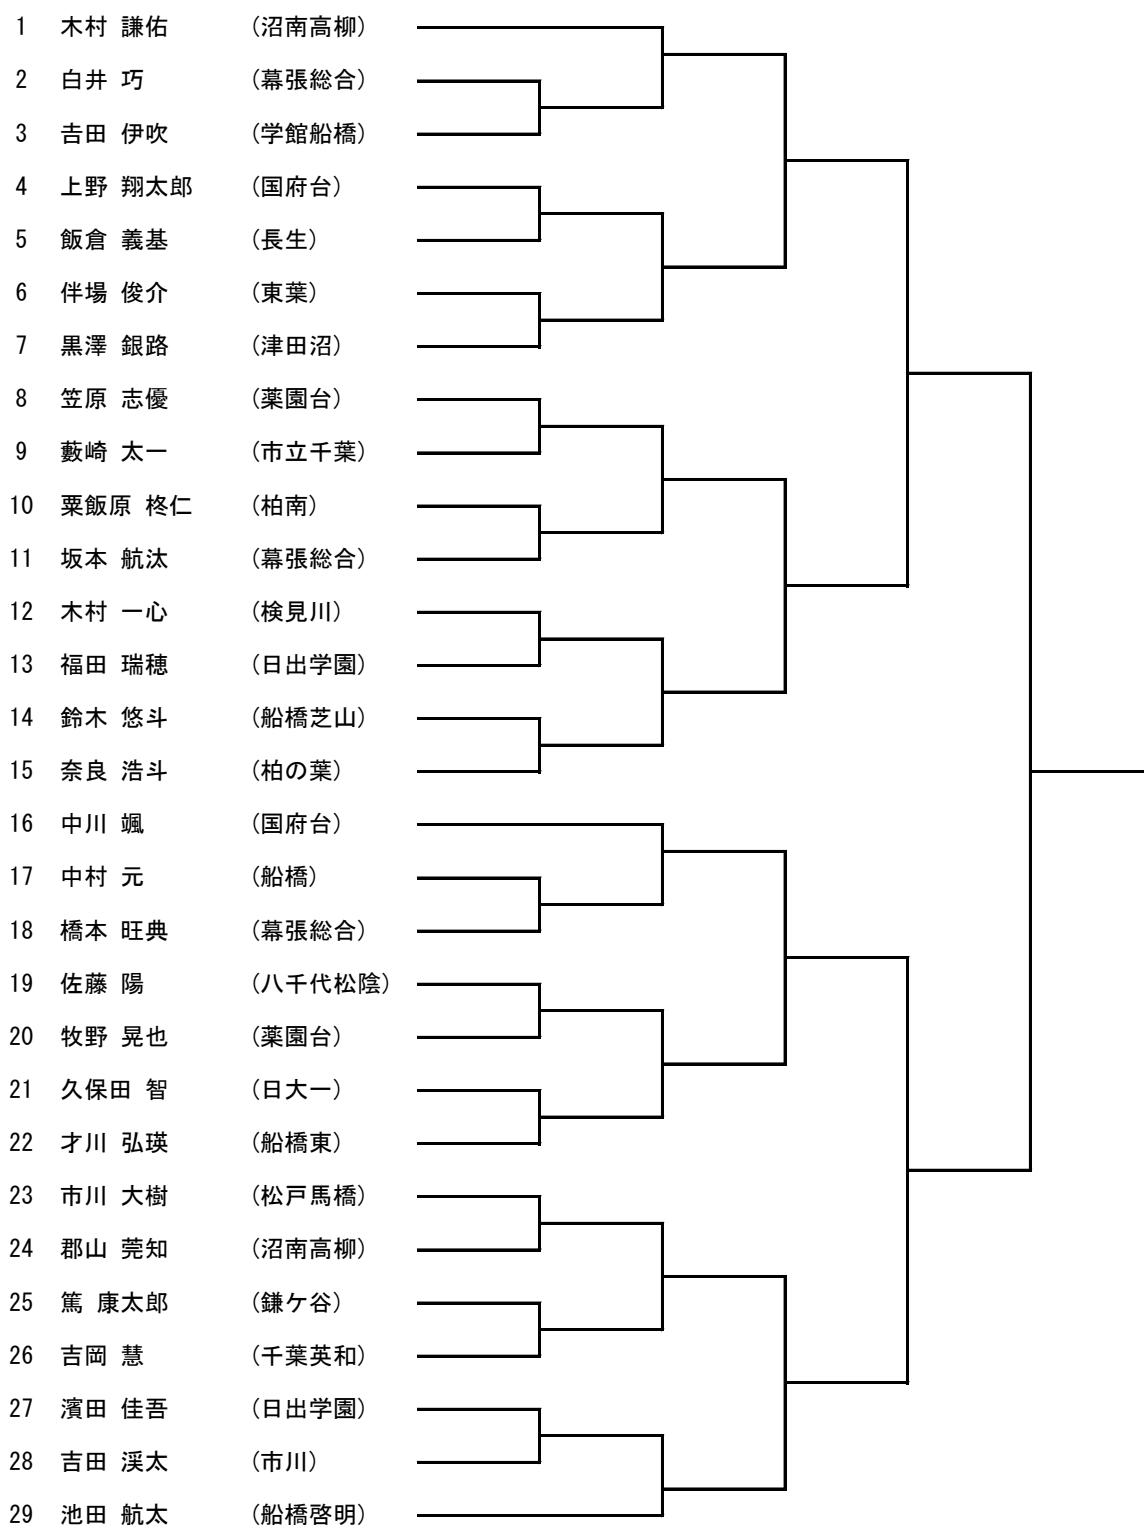 1 木村 謙佑 (沼南高柳)
2 白井 巧 (幕張総合)
3 𠮷田 伊吹 (学館船橋)
4 上野 翔太郎 (国府台)
5 飯倉 義基 (長生)
6 伴場 俊介 (東葉)
7 黒澤 銀路 (津田沼)
8 笠原 志優 (薬園台)
9 藪崎 太一 (市立千葉)
10 粟飯原 柊仁 (柏南)
11 坂本 航汰 (幕張総合)
12 木村 一心 (検見川)
13 福田 瑞穂 (日出学園)
14 鈴木 悠斗 (船橋芝山)
15 奈良 浩斗 (柏の葉)
16 中川 颯 (国府台)
17 中村 元 (船橋)
18 橋本 旺典 (幕張総合)
19 佐藤 陽 (八千代松陰)
20 牧野 晃也 (薬園台)
21 久保田 智 (日大一)
22 才川 弘瑛 (船橋東)
23 市川 大樹 (松戸馬橋)
24 郡山 莞知 (沼南高柳)
25 篤 康太郎 (鎌ケ谷)
26 吉岡 慧 (千葉英和)
27 濱田 佳吾 (日出学園)
28 吉田 渓太 (市川)
29 池田 航太 (船橋啓明)